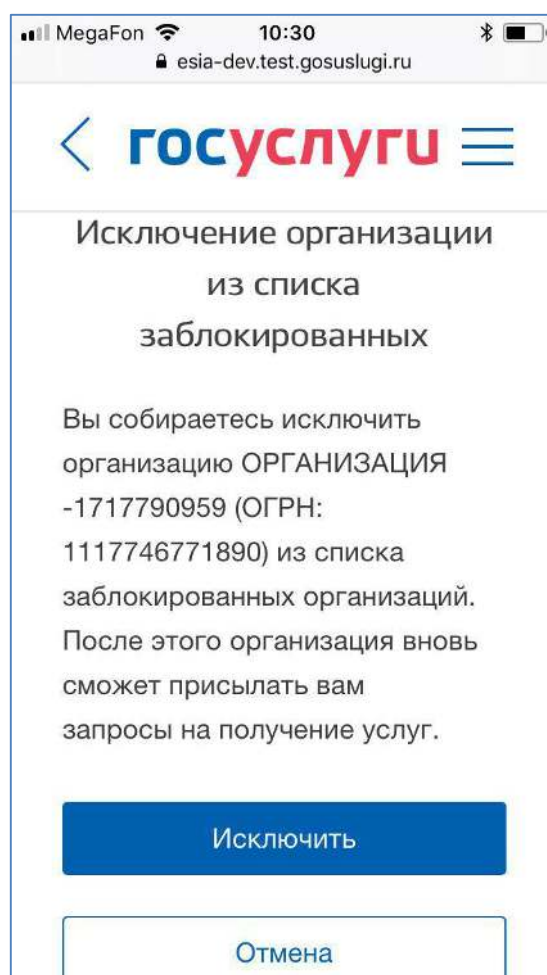 MegaFon 10:30
esia-dev.test.gosuslugi.ru
госуслуги
Исключение организации
из списка
заблокированных
Вы собираетесь исключить
организацию ОРГАНИЗАЦИЯ
-1717790959 (ОГРН:
1117746771890) из списка
заблокированных организаций.
После этого организация вновь
сможет присылать вам
запросы на получение услуг.
Исключить
Отмена